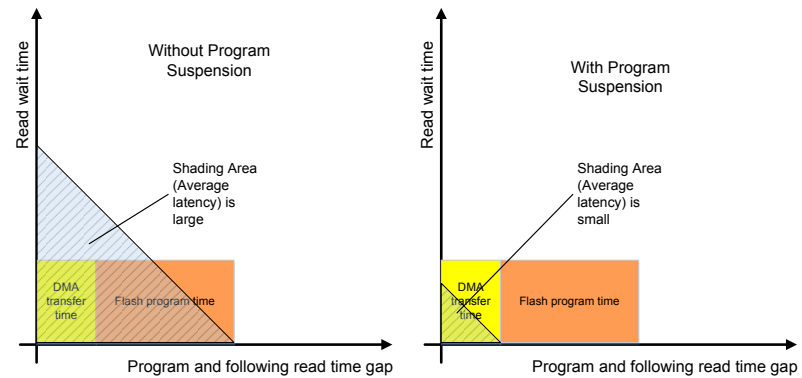 Read wait time
Without Program
Suspension
Shading Area
(Average
latency) is
large
DMA
transfer
time
Flash program time
Program and following read time gap
Read wait time
With Program
Suspension
Shading Area
(Average
latency) is
small
DMA
transfer
time
Flash program time
Program and following read time gap